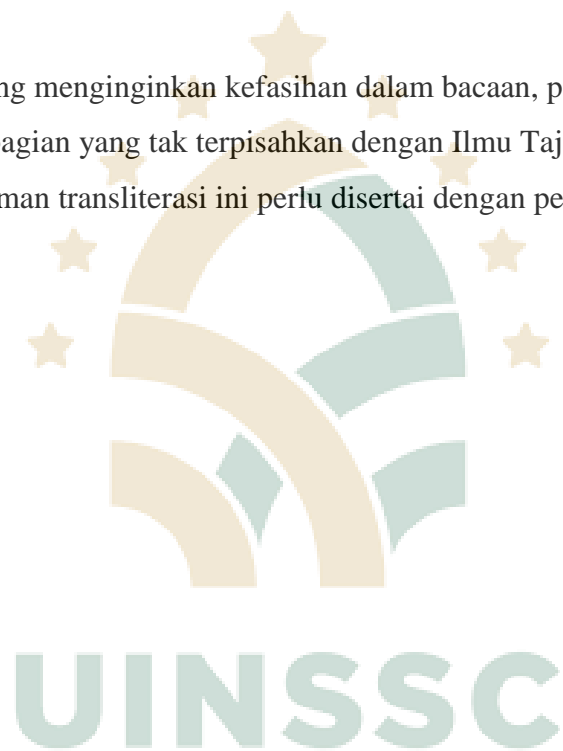 ng menginginkan kefasihan dalam bacaan, p
agian yang tak terpisahkan dengan Ilmu Taj
man transliterasi ini perlu disertai dengan pe
UINSSC